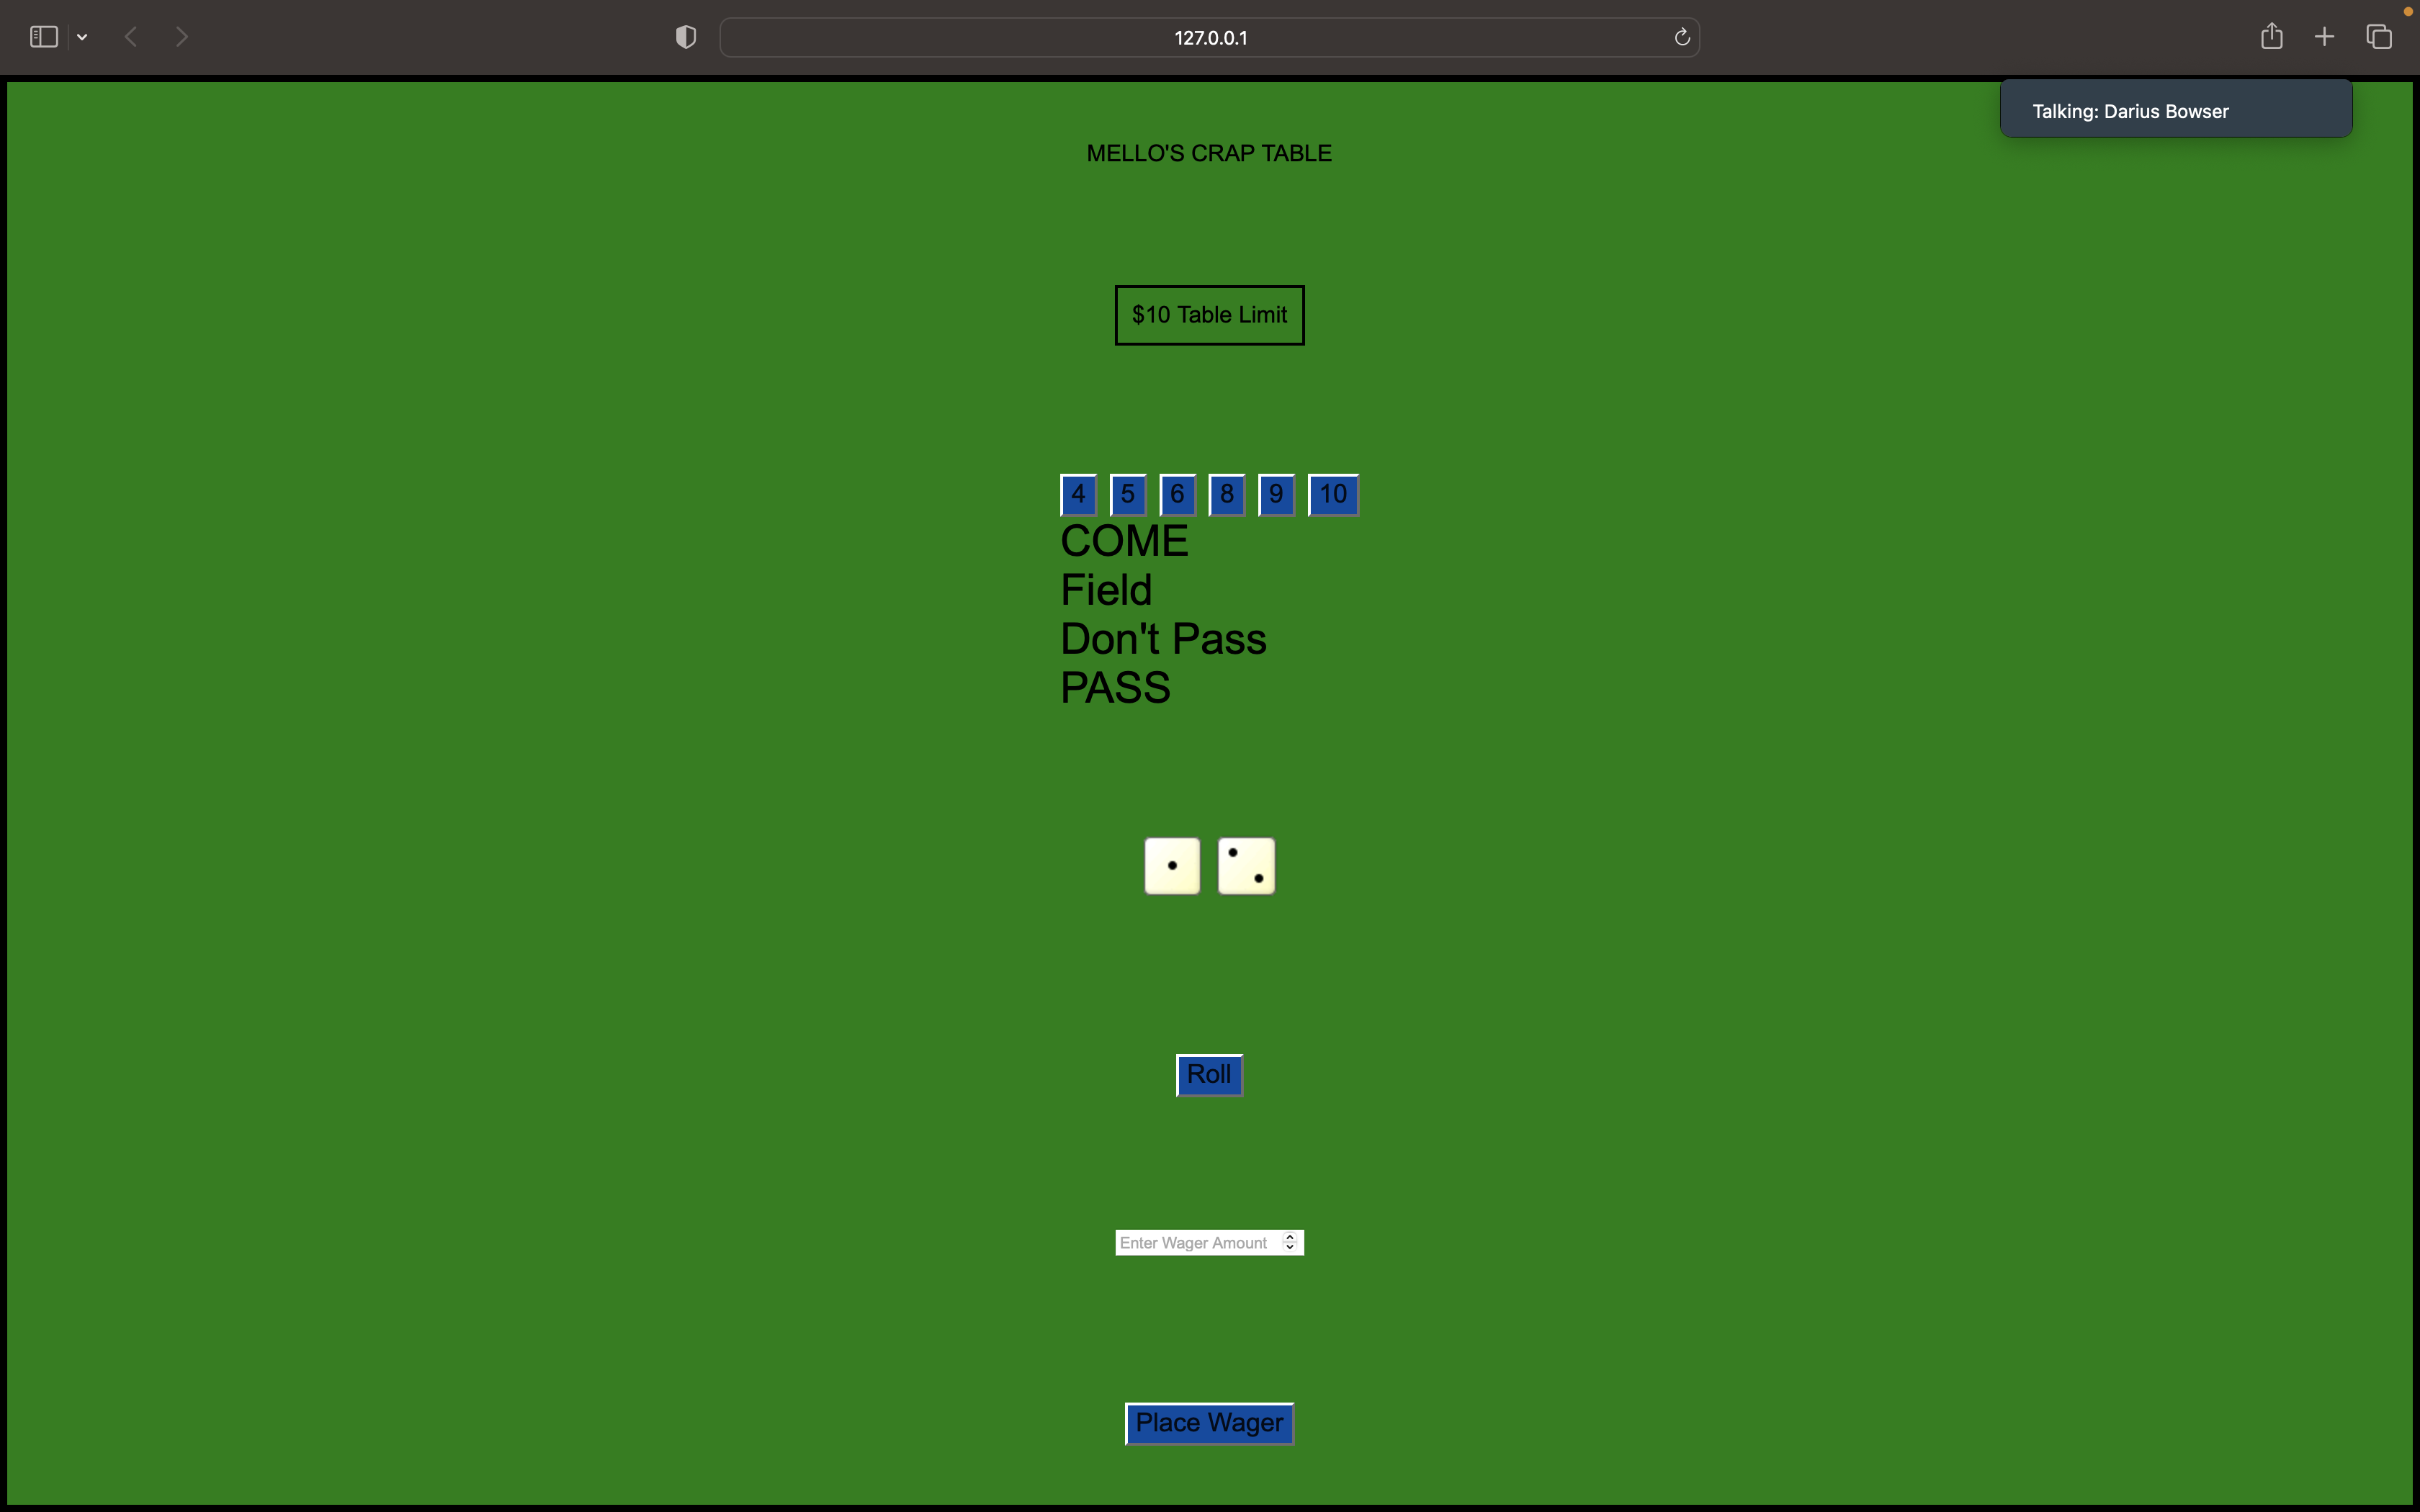 127.0.0.1
Talking: Darius Bowser
MELLO'S CRAP TABLE
$10 Table Limit
4 5 6 8 9 10
COME
Field
Don't Pass
PASS
Roll
Enter Wager Amount
Place Wager